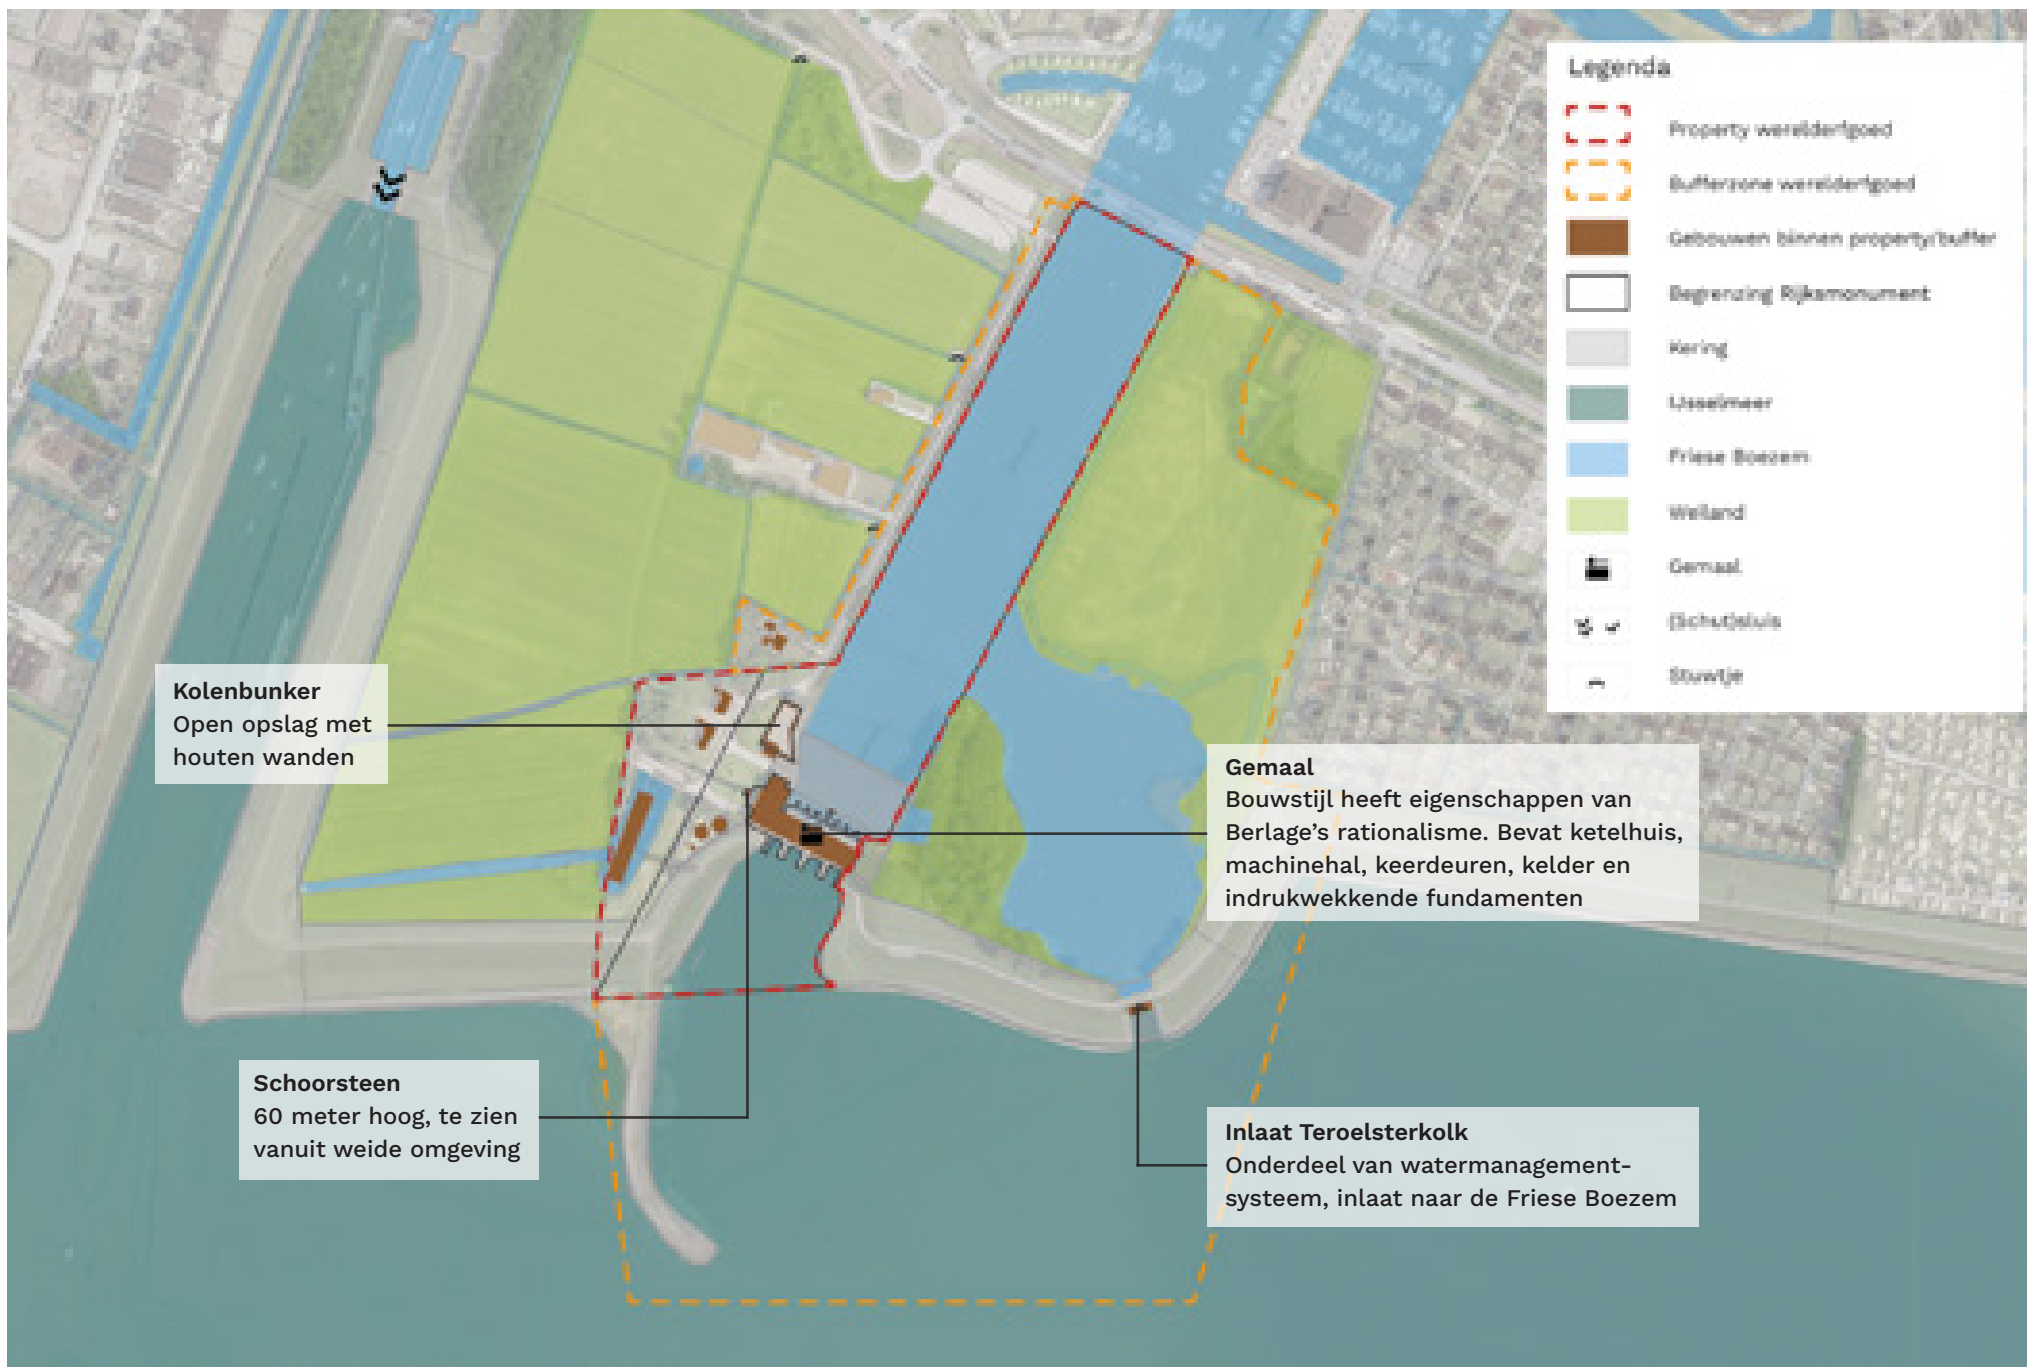 Legenda
Property werelderfgoed
Bufferzone werelderfgoed
Gebouwen binnen property/buffer
Begrenzing Rijksmonument
Kering
IJsselmeer
Friese Boezem
Weiland
Gemaal
(Schut)sluis
Stuwtje
Kolenbunker
Open opslag met
houten wanden
Gemaal
Bouwstijl heeft eigenschappen van
Berlage's rationalisme. Bevat ketelhuis,
machinehal, keerdeuren, kelder en
indrukwekkende fundamenten
Schoorsteen
60 meter hoog, te zien
vanuit weide omgeving
Inlaat Teroelsterkolk
Onderdeel van watermanagement-
systeem, inlaat naar de Friese Boezem